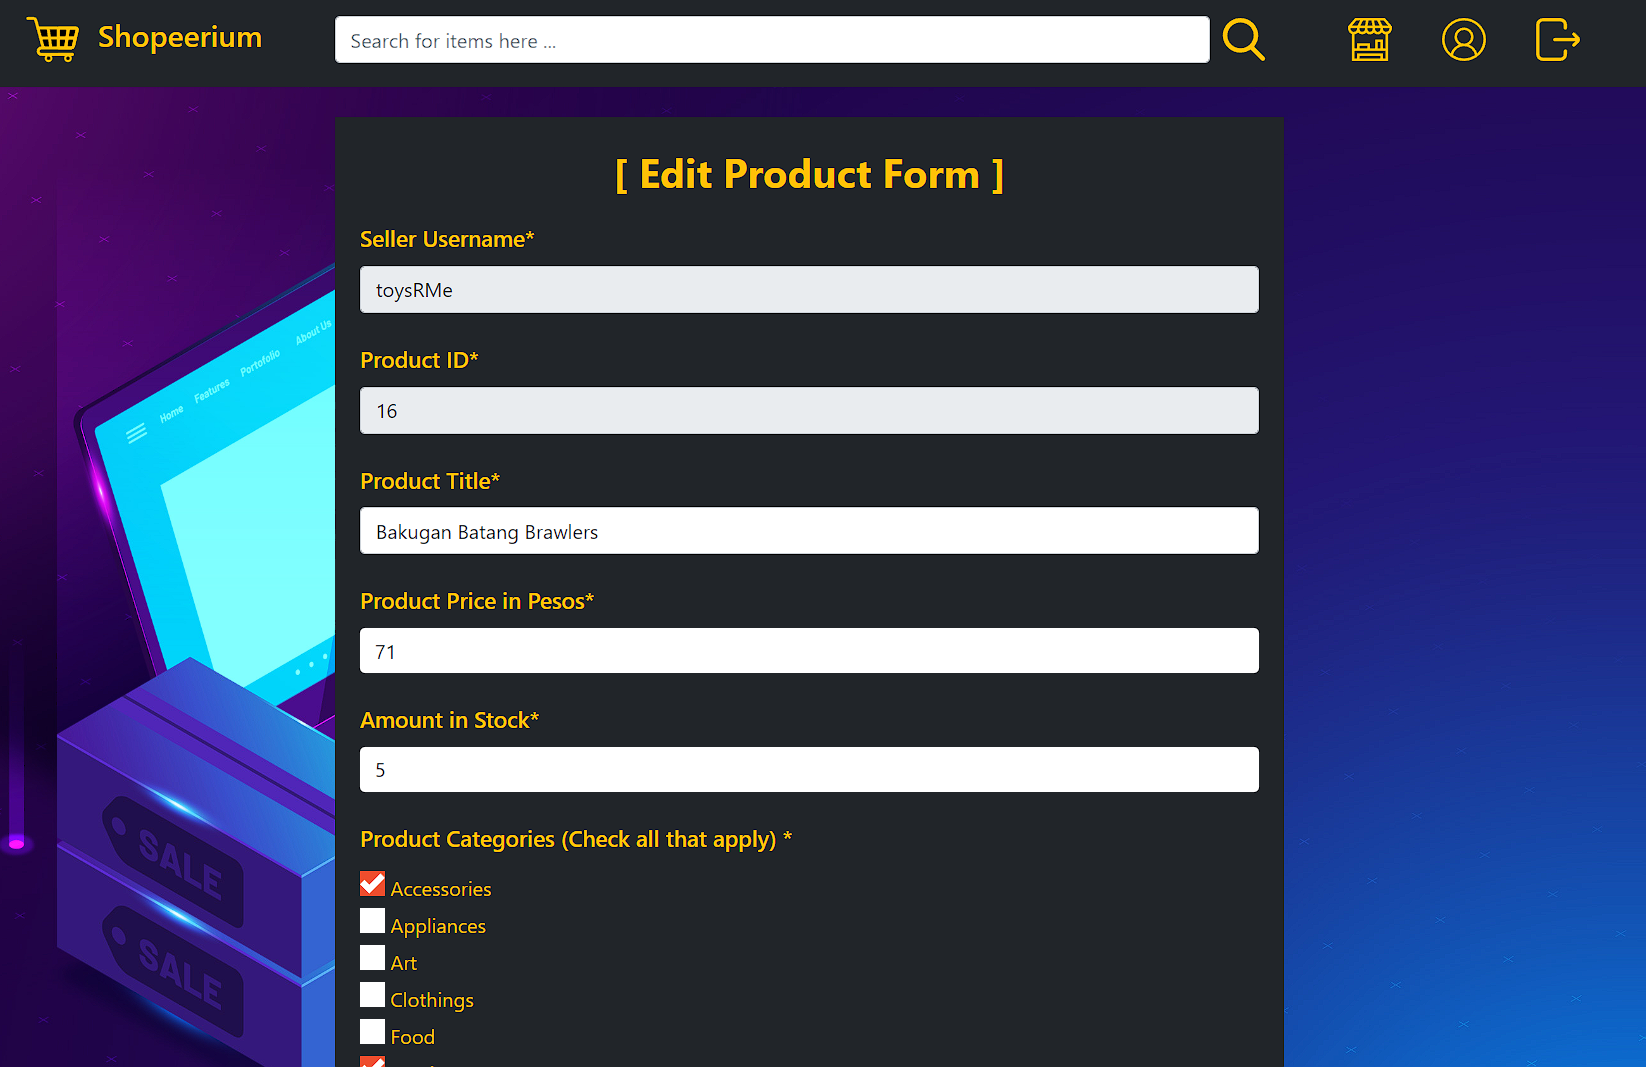 Shopeerium
Search for items here ...
[ Edit Product Form ]
Seller Username*
toysRMe
Product ID*
16
Product Title*
Bakugan Batang Brawlers
Product Price in Pesos*
71
Amount in Stock*
5
Product Categories (Check all that apply) *
Accessories
Appliances
Art
Clothings
Food
Home
Features
Portofolio
About Us
SALE
SALE